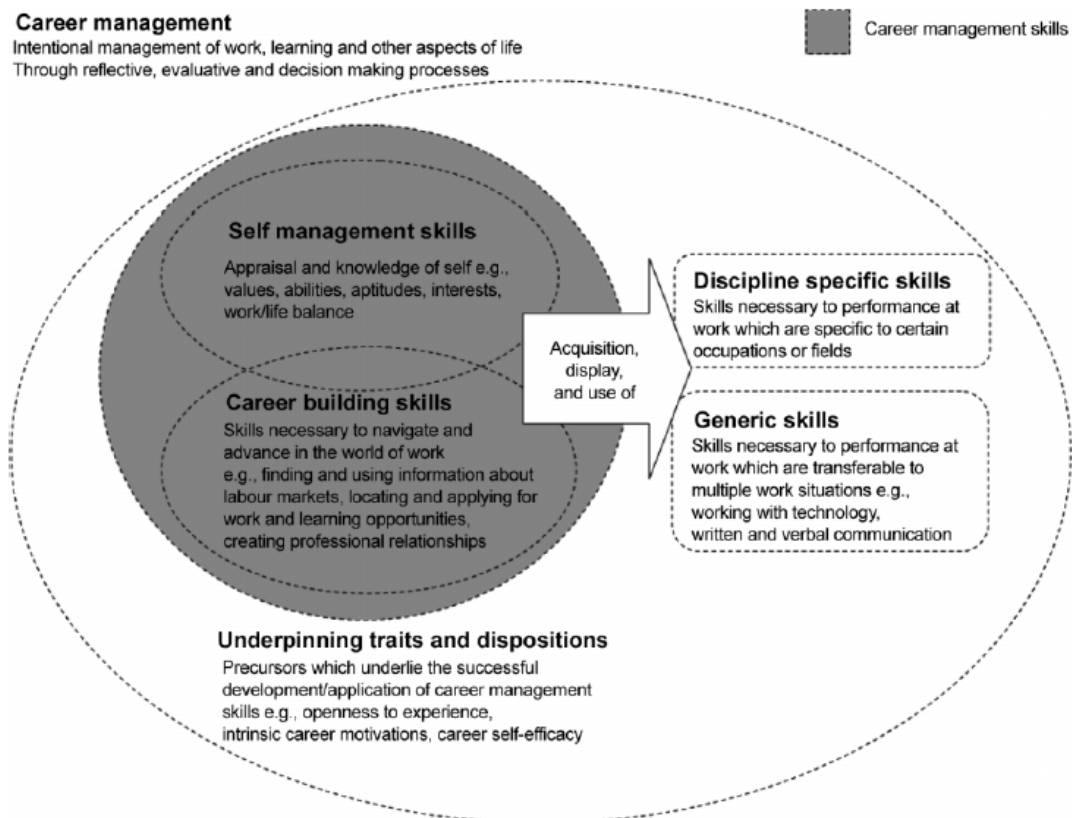 Career management
Intentional management of work, learning and other aspects of life
Through reflective, evaluative and decision making processes
Career management skills
Self management skills
Appraisal and knowledge of self e.g.,
values, abilities, aptitudes, interests,
work/life balance
Career building skills
Skills necessary to navigate and
advance in the world of work
e.g., finding and using information about
labour markets, locating and applying for
work and learning opportunities,
creating professional relationships
Acquisition,
display,
and use of
Discipline specific skills
Skills necessary to performance at
work which are specific to certain
occupations or fields
Generic skills
Skills necessary to performance at
work which are transferable to
multiple work situations e.g.,
working with technology,
written and verbal communication
Underpinning traits and dispositions
Precursors which underlie the successful
development/application of career management
skills e.g., openness to experience,
intrinsic career motivations, career self-efficacy